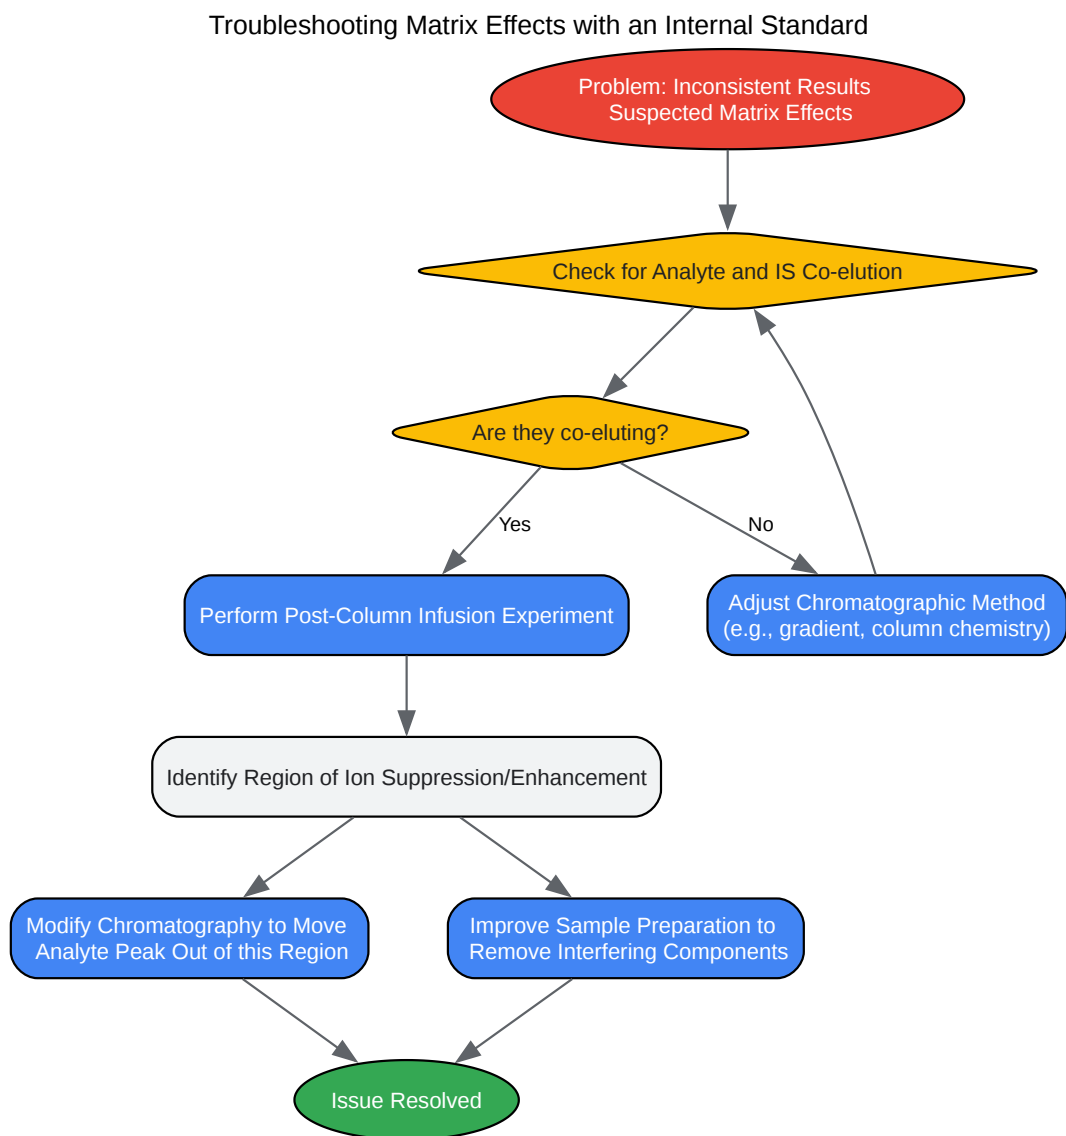 Troubleshooting Matrix Effects with an Internal Standard
Problem: Inconsistent Results
Suspected Matrix Effects
Check for Analyte and IS Co-elution
Are they co-eluting?
Yes
No
Perform Post-Column Infusion Experiment
Adjust Chromatographic Method
(e.g., gradient, column chemistry)
Identify Region of Ion Suppression/Enhancement
Modify Chromatography to Move
Analyte Peak Out of this Region
Improve Sample Preparation to
Remove Interfering Components
Issue Resolved